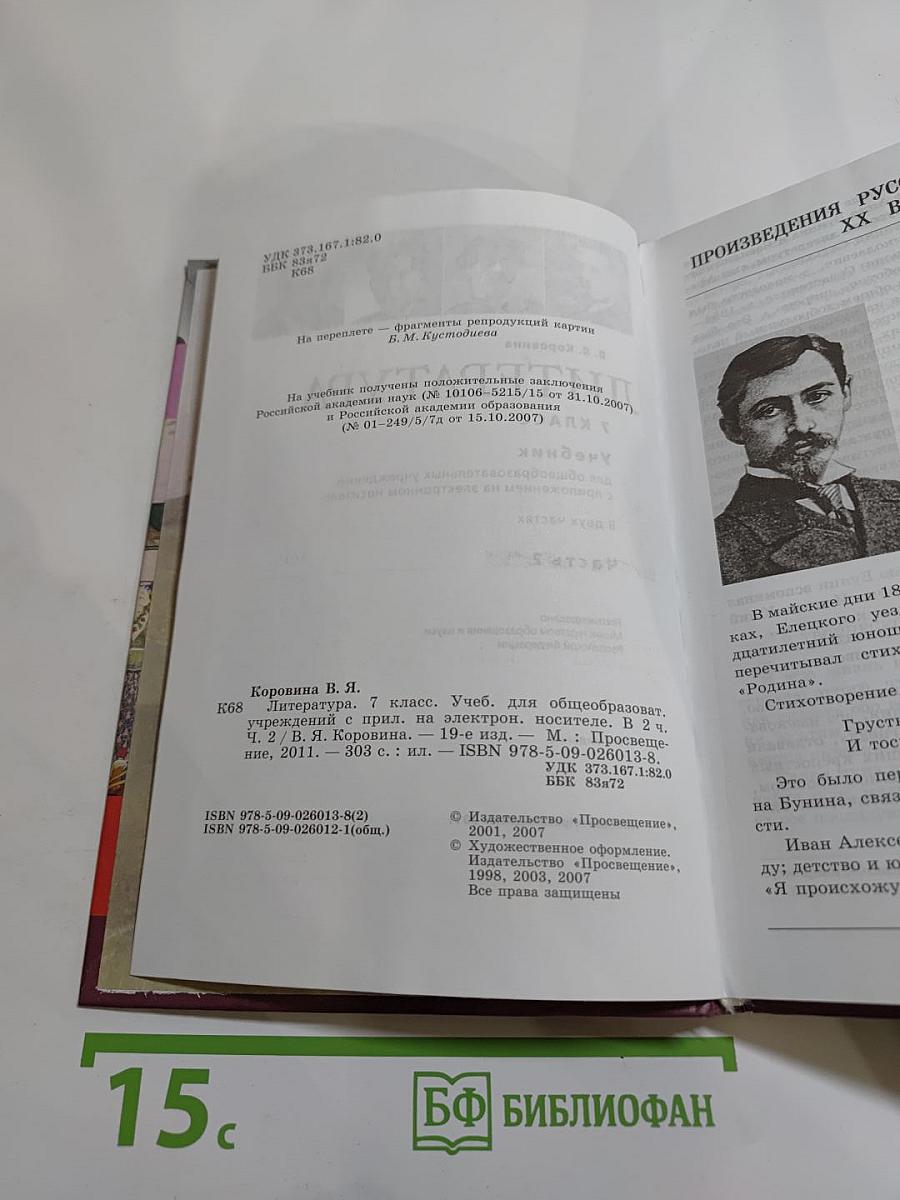 УДК 373.167.1:82.0
ББК 83я72
К68
На переплете — фрагменты репродукций картин
Б. М. Кустодиева
На учебник получены положительные заключения
Российской академии наук (№ 10106–5215/15 от 31.10.2007)
и Российской академии образования
(№ 01–249/5/7д от 15.10.2007)
Коровина В. Я.
К68 Литература. 7 класс. Учеб. для общеобразоват.
учреждений с прил. на электрон. носителе. В 2 ч.
Ч. 2 / В. Я. Коровина. — 19-е изд. — М. : Просвеще-
ние, 2011. — 303 с. : ил. — ISBN 978-5-09-026013-8.
УДК 373.167.1:82.0
ББК 83я72
ISBN 978-5-09-026013-8(2)
ISBN 978-5-09-026012-1(общ.)
© Издательство «Просвещение»,
2001, 2007
© Художественное оформление.
Издательство «Просвещение»,
1998, 2003, 2007
Все права защищены
ПРОИЗВЕДЕНИЯ РУСС
XX В
В майские дни 18
ках, Елецкого уез
дцатилетний юнош
перечитывал стих
«Родина».
Стихотворение
Грустн
И тос
Это было пер
на Бунина, связ
сти.
Иван Алексе
ду; детство и ю
«Я происхожу
15 с
БФ БИБЛИОФАН